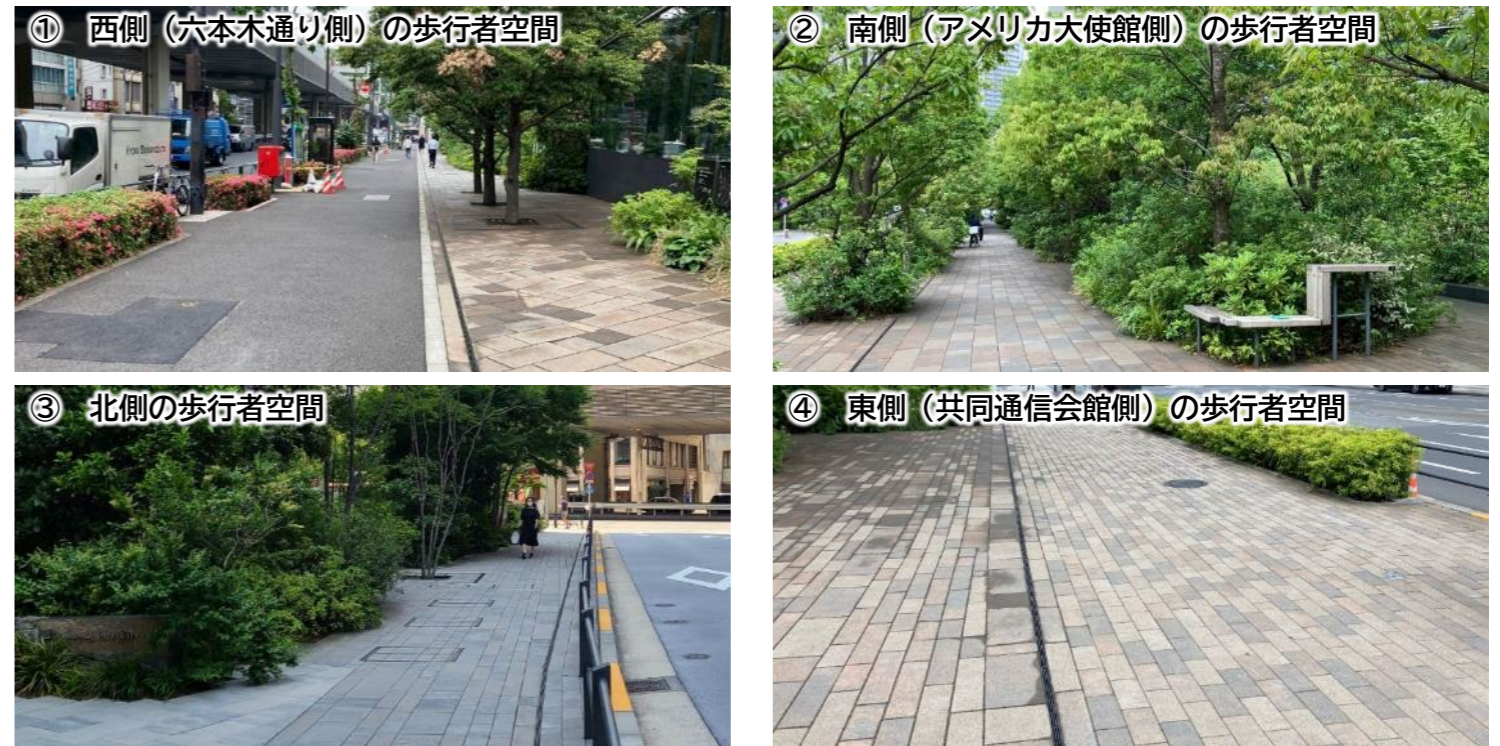 ① 西側（六本木通り側）の歩行者空間
② 南側（アメリカ大使館側）の歩行者空間
③ 北側の歩行者空間
④ 東側（共同通信会館側）の歩行者空間